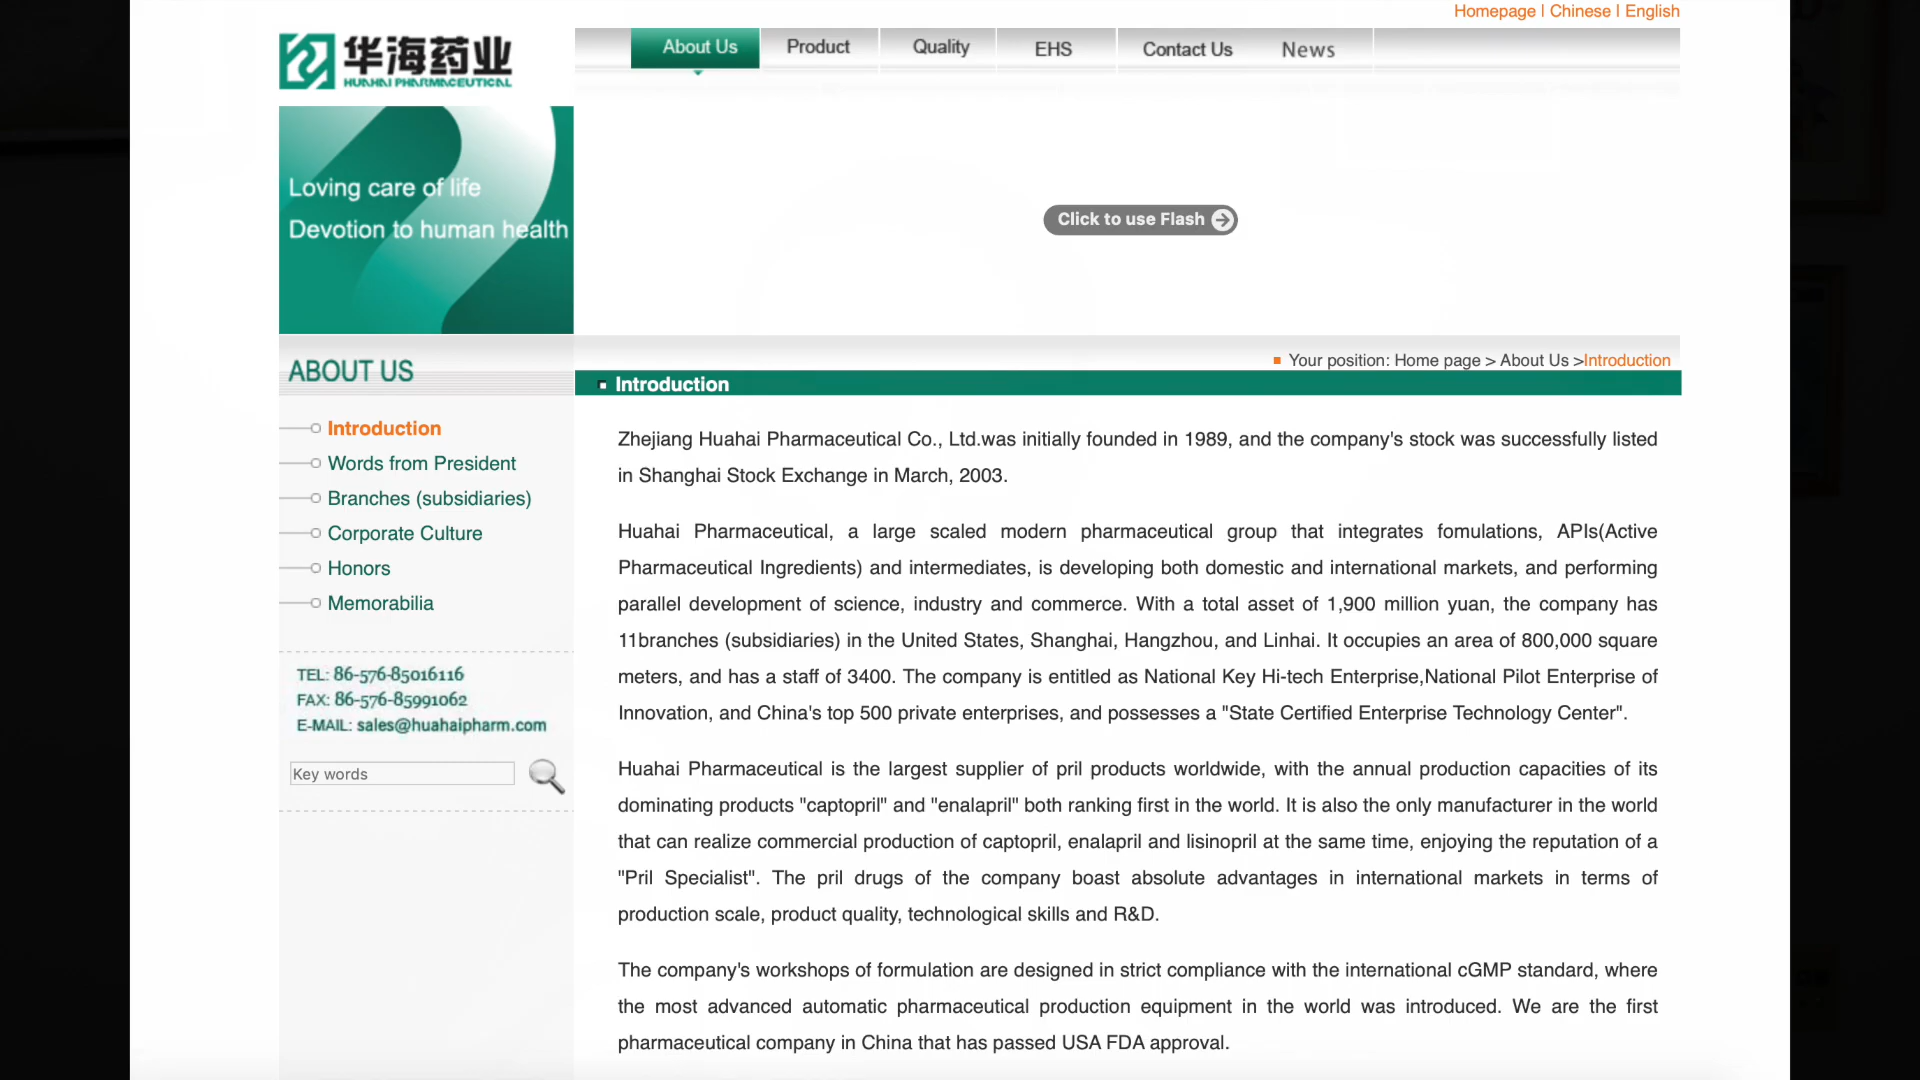 Homepage | Chinese | English
华海药业
HUAHAI PHARMACEUTICAL
About Us
Product
Quality
EHS
Contact Us
News
Loving care of life
Devotion to human health
Click to use Flash
ABOUT US
Your position: Home page > About Us >Introduction
Introduction
Introduction
Words from President
Branches (subsidiaries)
Corporate Culture
Honors
Memorabilia
TEL: 86-576-85016116
FAX: 86-576-85991062
E-MAIL: sales@huahaipharm.com
Key words
Zhejiang Huahai Pharmaceutical Co., Ltd.was initially founded in 1989, and the company's stock was successfully listed
in Shanghai Stock Exchange in March, 2003.
Huahai Pharmaceutical, a large scaled modern pharmaceutical group that integrates fomulations, APIs(Active
Pharmaceutical Ingredients) and intermediates, is developing both domestic and international markets, and performing
parallel development of science, industry and commerce. With a total asset of 1,900 million yuan, the company has
11branches (subsidiaries) in the United States, Shanghai, Hangzhou, and Linhai. It occupies an area of 800,000 square
meters, and has a staff of 3400. The company is entitled as National Key Hi-tech Enterprise,National Pilot Enterprise of
Innovation, and China's top 500 private enterprises, and possesses a "State Certified Enterprise Technology Center".
Huahai Pharmaceutical is the largest supplier of pril products worldwide, with the annual production capacities of its
dominating products "captopril" and "enalapril" both ranking first in the world. It is also the only manufacturer in the world
that can realize commercial production of captopril, enalapril and lisinopril at the same time, enjoying the reputation of a
"Pril Specialist". The pril drugs of the company boast absolute advantages in international markets in terms of
production scale, product quality, technological skills and R&D.
The company's workshops of formulation are designed in strict compliance with the international cGMP standard, where
the most advanced automatic pharmaceutical production equipment in the world was introduced. We are the first
pharmaceutical company in China that has passed USA FDA approval.